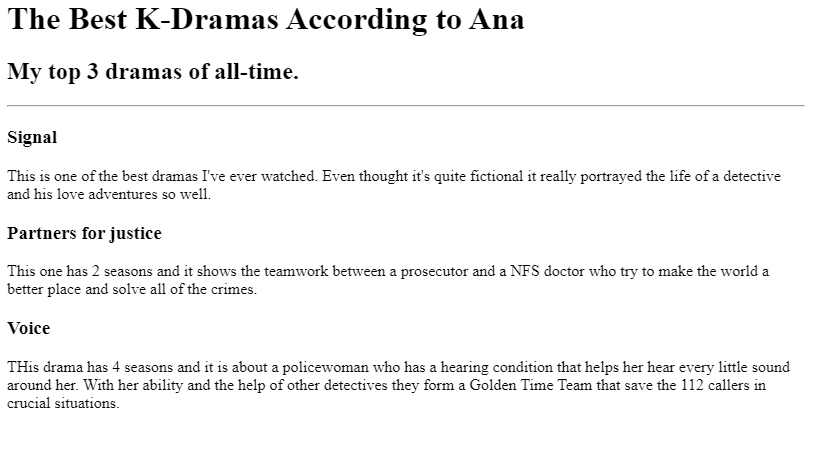 The Best K-Dramas According to Ana
My top 3 dramas of all-time.
Signal
This is one of the best dramas I've ever watched. Even thought it's quite fictional it really portrayed the life of a detective
and his love adventures so well.
Partners for justice
This one has 2 seasons and it shows the teamwork between a prosecutor and a NFS doctor who try to make the world a
better place and solve all of the crimes.
Voice
THis drama has 4 seasons and it is about a policewoman who has a hearing condition that helps her hear every little sound
around her. With her ability and the help of other detectives they form a Golden Time Team that save the 112 callers in
crucial situations.